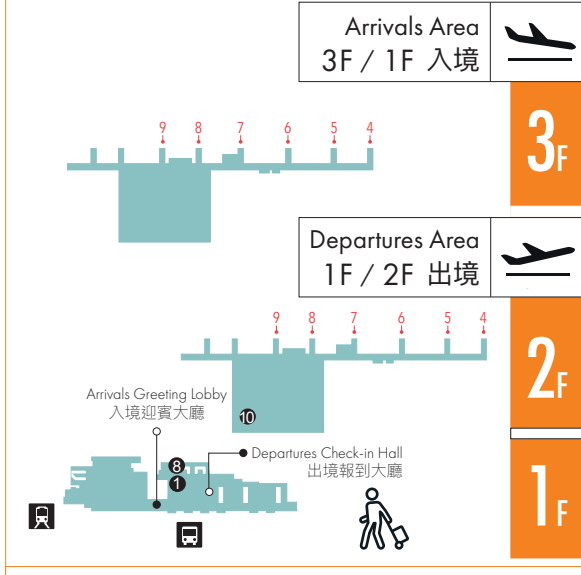 Arrivals Area
3F / 1F 入境
3F
9 8 7 6 5 4
Departures Area
1F / 2F 出境
9 8 7 6 5 4
2F
Arrivals Greeting Lobby
入境迎賓大廳
10
Departures Check-in Hall
出境報到大廳
8
1
1F